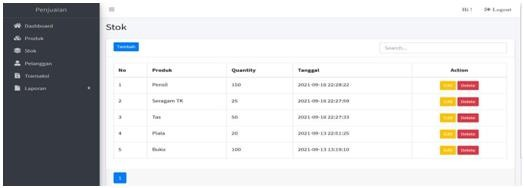 Penjualan
Hi !
Logout
Dashboard
Produk
Stok
Pelanggan
Transaksi
Laporan
Stok
Tambah
Search...
No Produk Quantity Tanggal Action
1 Pensil 150 2021-09-18 22:28:22 Edit Delete
2 Seragam TK 25 2021-09-18 22:27:59 Edit Delete
3 Tas 50 2021-09-18 22:27:33 Edit Delete
4 Piala 20 2021-09-13 22:01:25 Edit Delete
5 Buku 100 2021-09-13 13:19:10 Edit Delete
1